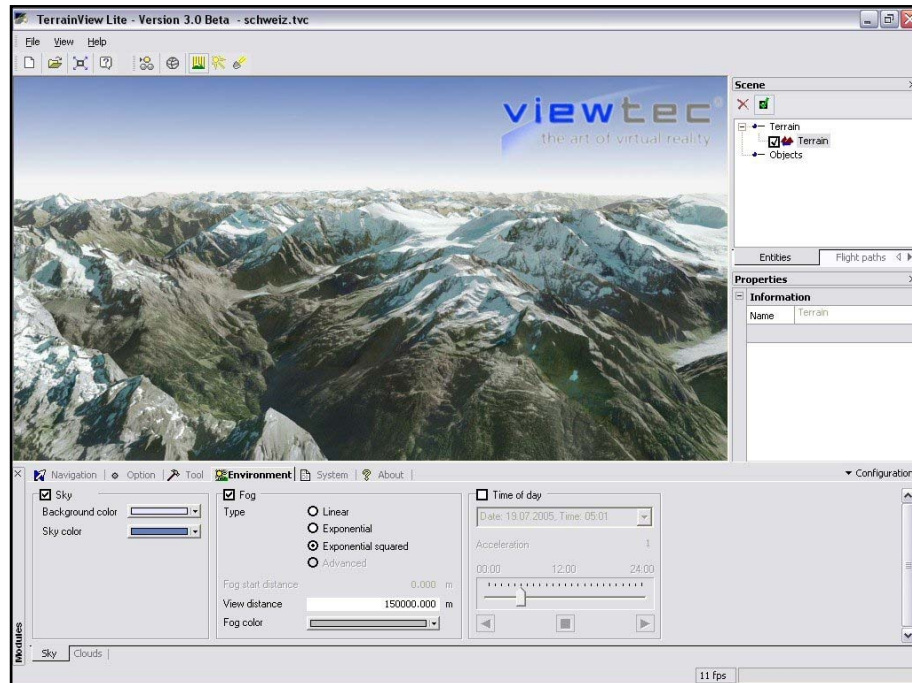 TerrainView Lite - Version 3.0 Beta - schweiz.tvc
File View Help
viewtec
the art of virtual reality
Scene
Terrain
Terrain
Objects
Entities Flight paths
Properties
Information
Name Terrain
Navigation Option Tool Environment System About Configuration
Sky
Background color
Sky color
Fog
Type
Linear
Exponential
Exponential squared
Advanced
Fog start distance 0.000 m
View distance 150000.000 m
Fog color
Time of day
Date: 19.07.2005, Time: 05:01
Acceleration 1
00:00 12:00 24:00
Modules
Sky Clouds
11 fps